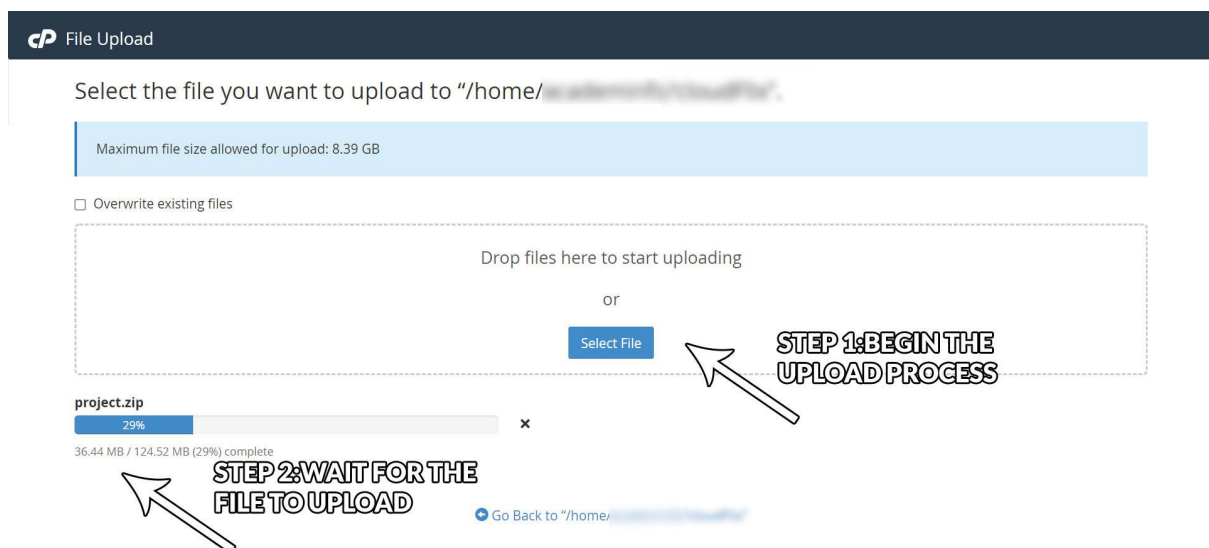 cP File Upload
Select the file you want to upload to “/home/
Maximum file size allowed for upload: 8.39 GB
Overwrite existing files
Drop files here to start uploading
or
Select File
STEP 1:BEGIN THE
UPLOAD PROCESS
project.zip
29%
36.44 MB / 124.52 MB (29%) complete
STEP 2:WAIT FOR THE
FILE TO UPLOAD
Go Back to “/home/